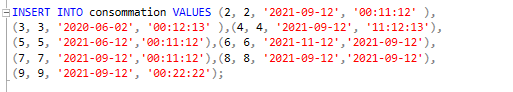 INSERT INTO consommation VALUES (2, 2, '2021-09-12', '00:11:12' ),
(3, 3, '2020-06-02', '00:12:13' ),(4, 4, '2021-09-12', '11:12:13'),
(5, 5, '2021-06-12','00:11:12'),(6, 6, '2021-11-12','2021-09-12'),
(7, 7, '2021-09-12','00:11:12'),(8, 8, '2021-09-12','2021-09-12'),
(9, 9, '2021-09-12', '00:22:22');